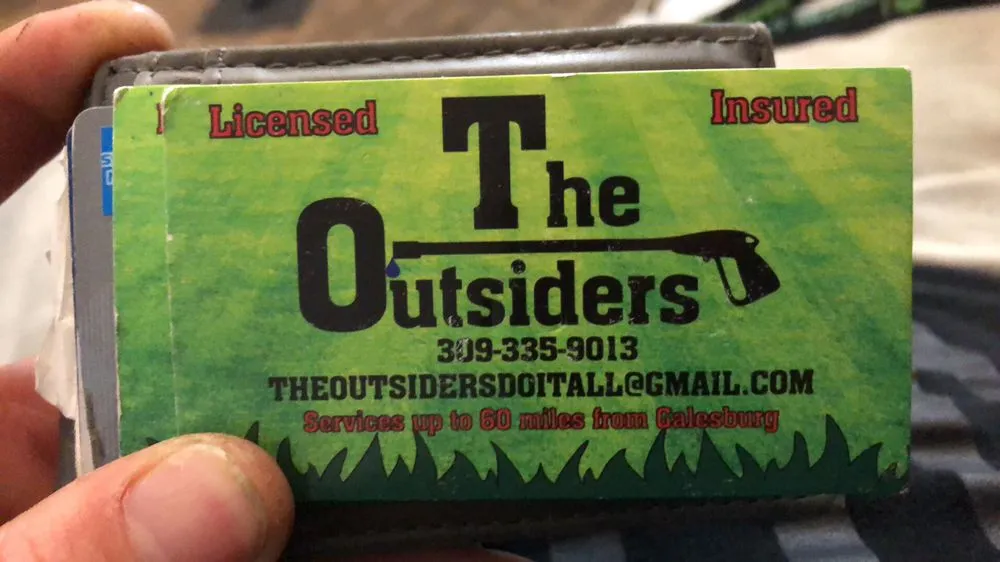 Licensed
Insured
The
Outsiders
309-335-9013
THEOUTSIDERSDOITALL@GMAIL.COM
Services up to 60 miles from Galesburg